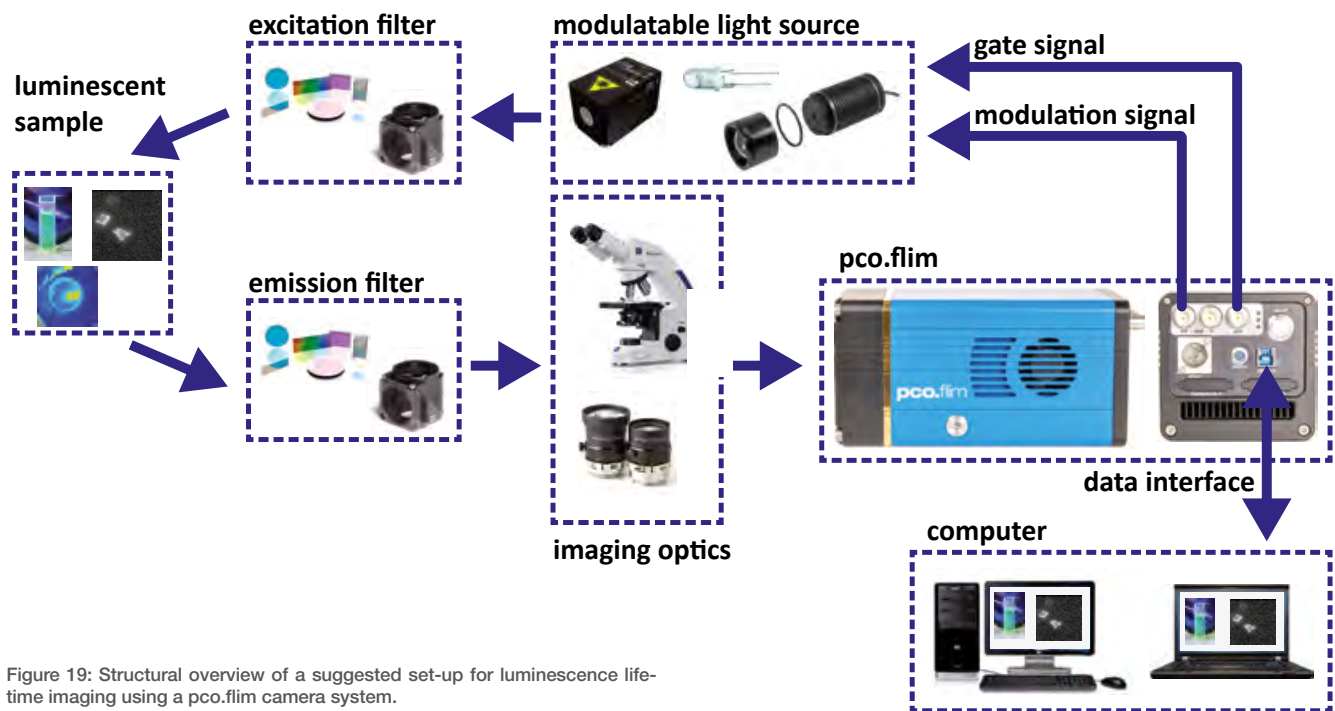 excitation filter
modulatable light source
gate signal
modulation signal
luminescent
sample
emission filter
pco.flim
pco.flim
data interface
imaging optics
computer
Figure 19: Structural overview of a suggested set-up for luminescence life-
time imaging using a pco.flim camera system.